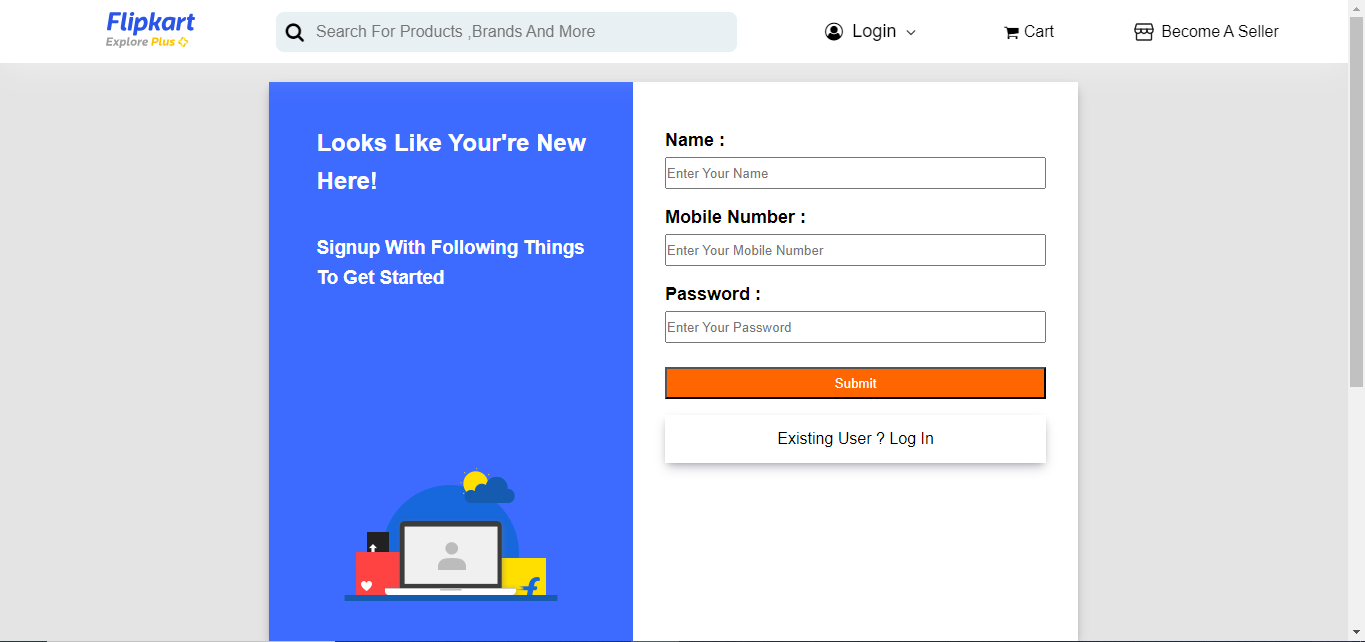 Flipkart
Explore Plus
Search For Products ,Brands And More
Login
Cart
Become A Seller
Looks Like Your're New
Here!
Signup With Following Things
To Get Started
Name :
Enter Your Name
Mobile Number :
Enter Your Mobile Number
Password :
Enter Your Password
Submit
Existing User ? Log In
f